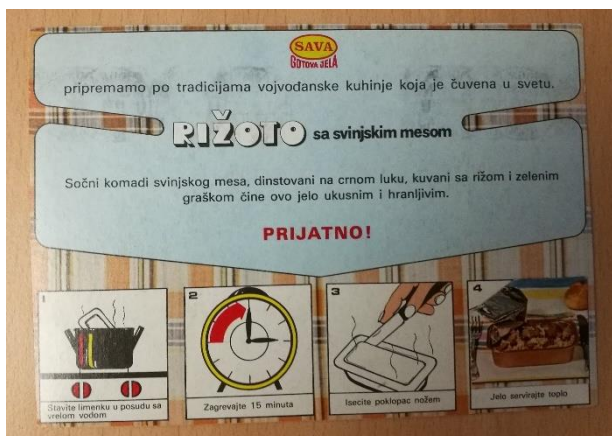 SAVA
GOTOVA JELA
pripremamo po tradicijama vojvođanske kuhinje koja je čuvena u svetu.
RIŽOTO sa svinjskim mesom
Sočni komadi svinjskog mesa, dinstovani na crnom luku, kuvani sa rižom i zelenim
graškom čine ovo jelo ukusnim i hranljivim.
PRIJATNO!
1
Stavite limenku u posudu sa
vrelom vodom
2
Zagrevajte 15 minuta
3
Isecite poklopac nožem
4
Jelo servirajte toplo